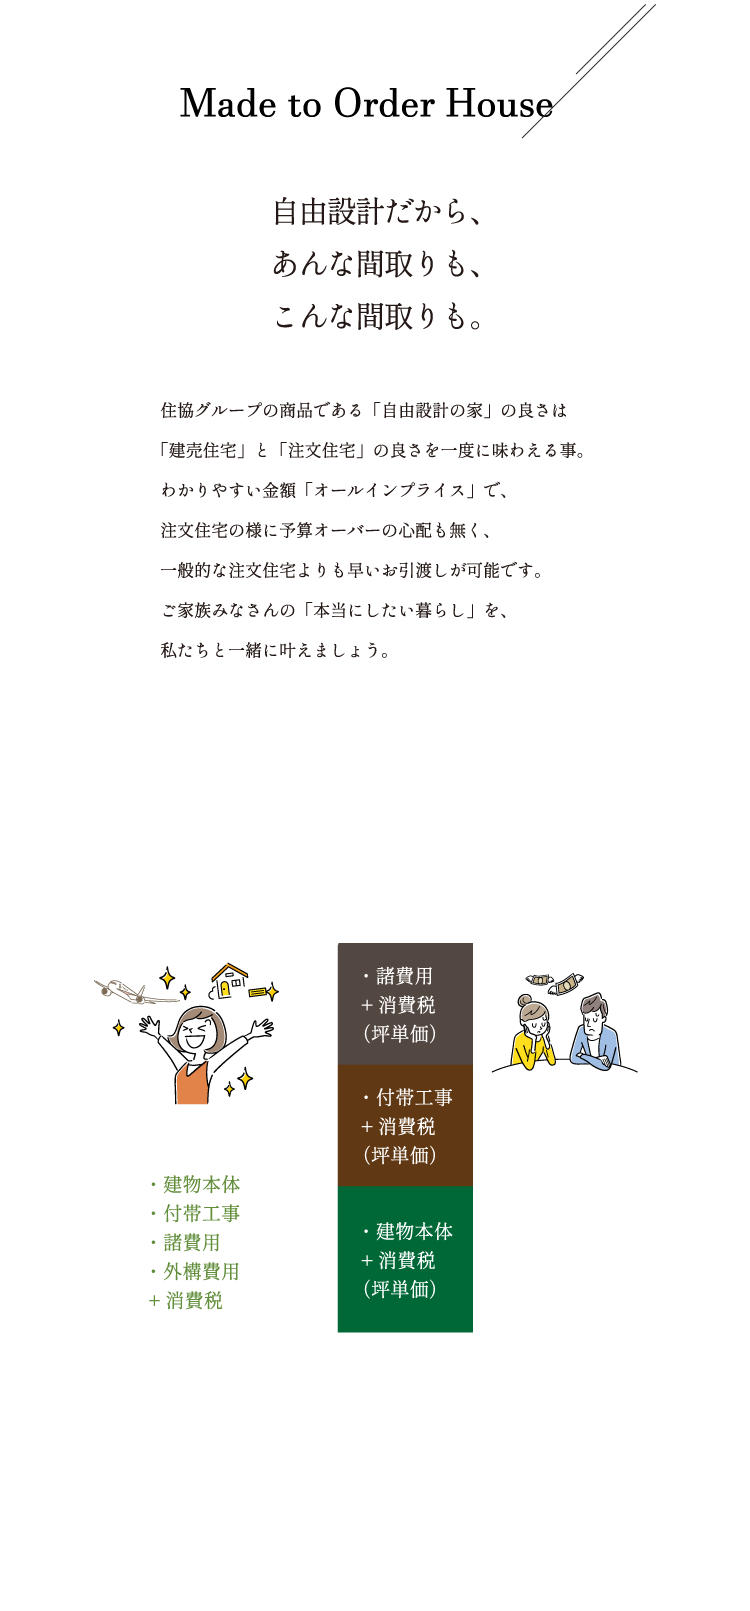 Made to Order House
自由設計だから、
あんな間取りも、
こんな間取りも。
住協グループの商品である「自由設計の家」の良さは
「建売住宅」と「注文住宅」の良さを一度に味わえる事。
わかりやすい金額「オールインプライス」で、
注文住宅の様に予算オーバーの心配も無く、
一般的な注文住宅よりも早いお引渡しが可能です。
ご家族みなさんの「本当にしたい暮らし」を、
私たちと一緒に叶えましょう。
・建物本体
・付帯工事
・諸費用
・外構費用
+ 消費税
・諸費用
+ 消費税
（坪単価）
・付帯工事
+ 消費税
（坪単価）
・建物本体
+ 消費税
（坪単価）